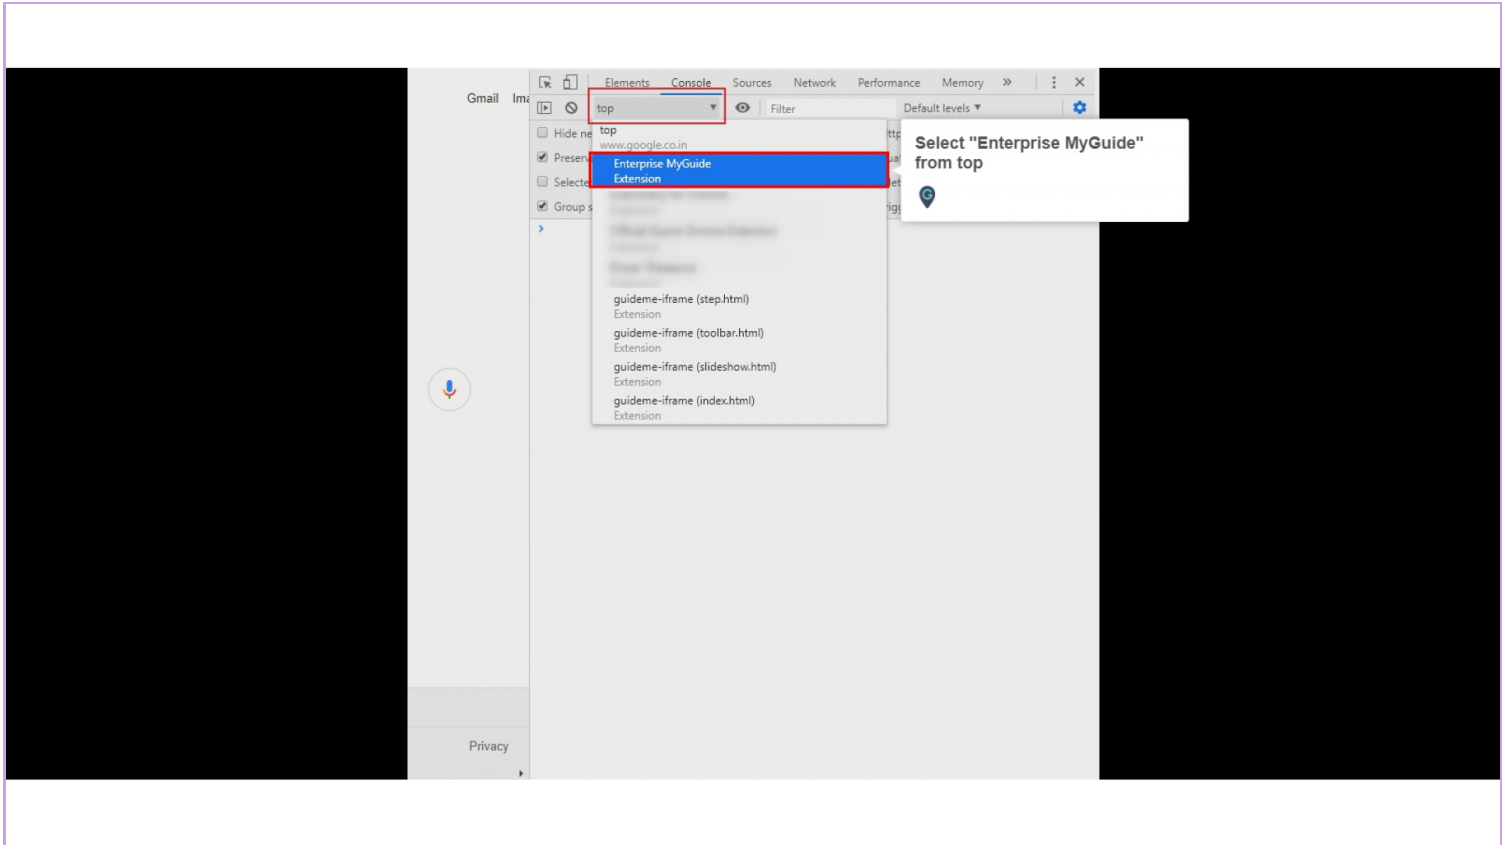 Elements Console Sources Network Performance Memory »
Gmail Ima
top ▼ Filter Default levels ▼
Hide ne
top
www.google.co.in
Preserv
Enterprise MyGuide
Extension
Selecte
Group s
Select "Enterprise MyGuide"
from top
G
guideme-iframe (step.html)
Extension
guideme-iframe (toolbar.html)
Extension
guideme-iframe (slideshow.html)
Extension
guideme-iframe (index.html)
Extension
Privacy